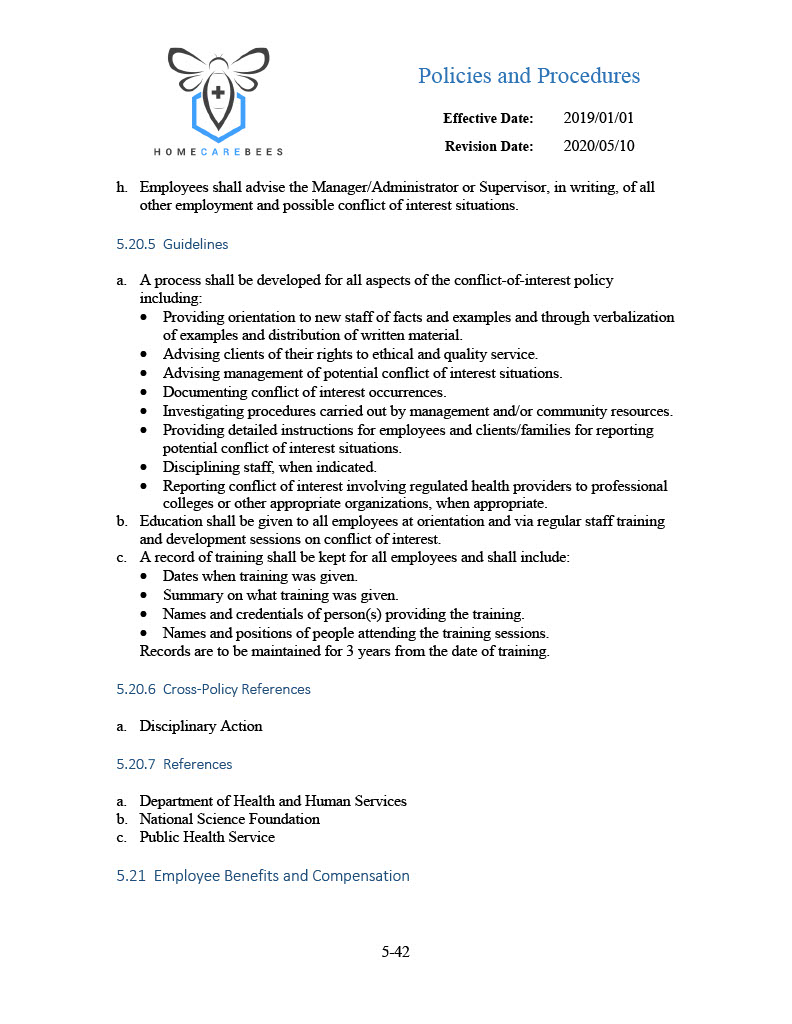 Policies and Procedures
Effective Date: 2019/01/01
Revision Date: 2020/05/10
HOMECAREBEES
h. Employees shall advise the Manager/Administrator or Supervisor, in writing, of all
other employment and possible conflict of interest situations.
5.20.5 Guidelines
a. A process shall be developed for all aspects of the conflict-of-interest policy
including:
• Providing orientation to new staff of facts and examples and through verbalization
of examples and distribution of written material.
• Advising clients of their rights to ethical and quality service.
• Advising management of potential conflict of interest situations.
• Documenting conflict of interest occurrences.
• Investigating procedures carried out by management and/or community resources.
• Providing detailed instructions for employees and clients/families for reporting
potential conflict of interest situations.
• Disciplining staff, when indicated.
• Reporting conflict of interest involving regulated health providers to professional
colleges or other appropriate organizations, when appropriate.
b. Education shall be given to all employees at orientation and via regular staff training
and development sessions on conflict of interest.
c. A record of training shall be kept for all employees and shall include:
• Dates when training was given.
• Summary on what training was given.
• Names and credentials of person(s) providing the training.
• Names and positions of people attending the training sessions.
Records are to be maintained for 3 years from the date of training.
5.20.6 Cross-Policy References
a. Disciplinary Action
5.20.7 References
a. Department of Health and Human Services
b. National Science Foundation
c. Public Health Service
5.21 Employee Benefits and Compensation
5-42